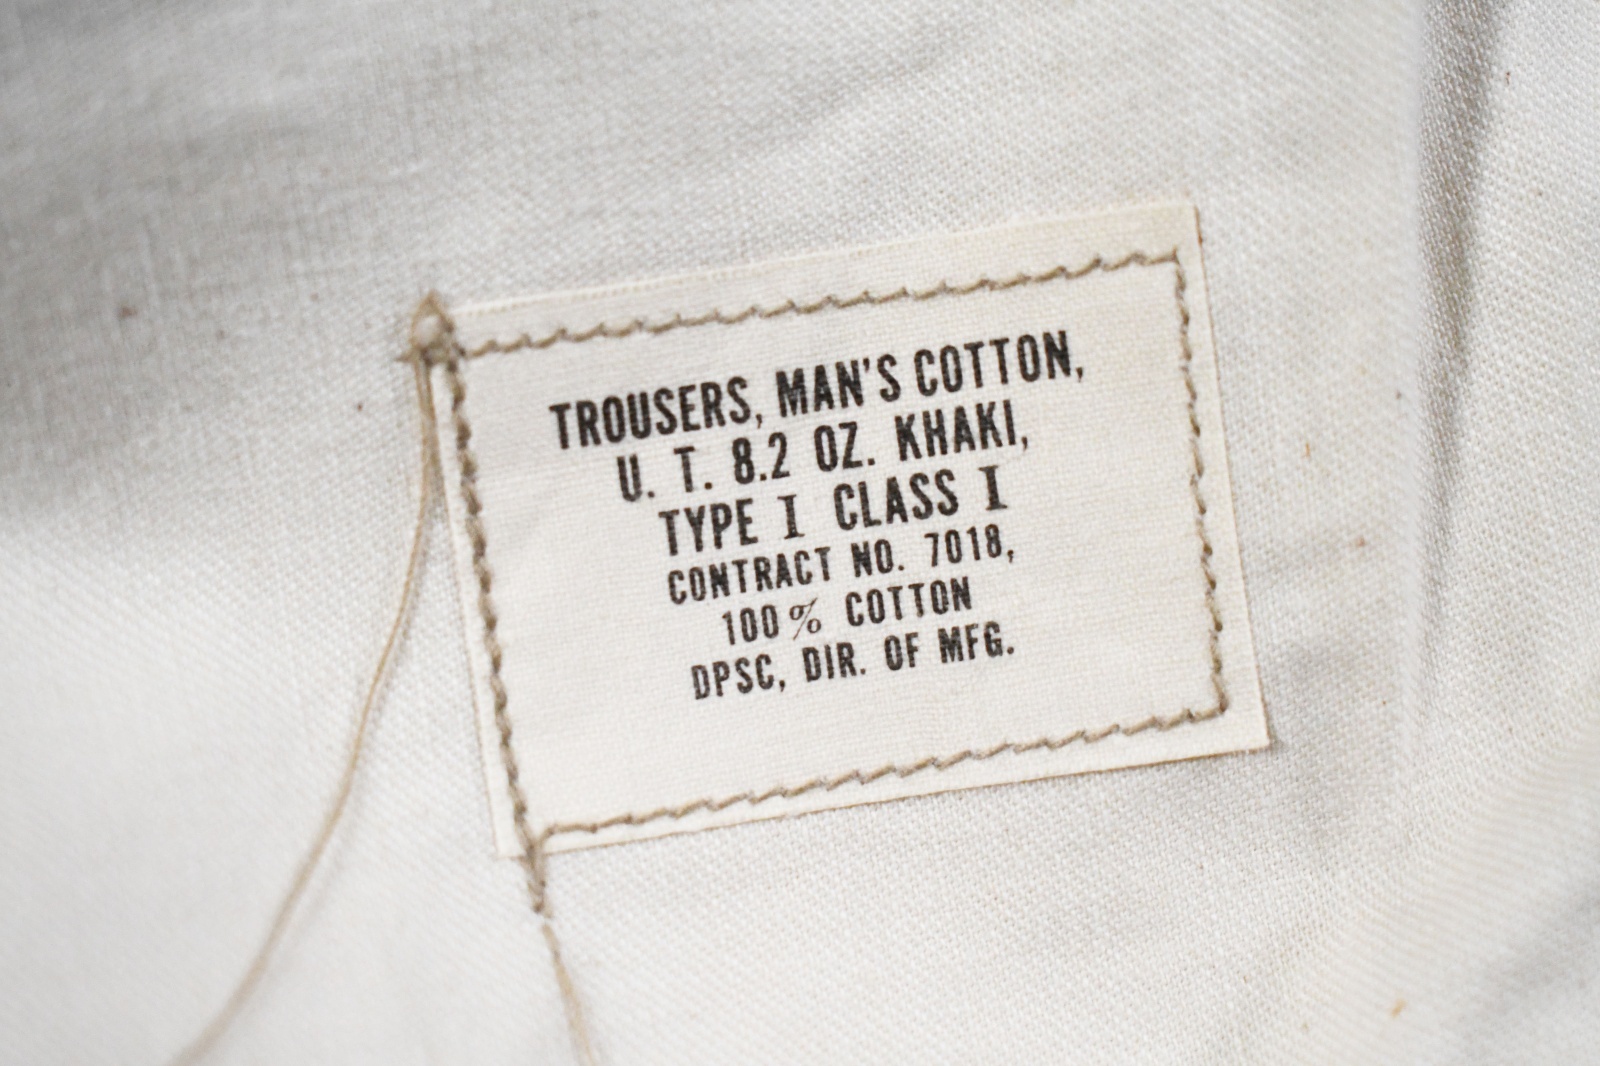 TROUSERS, MAN'S COTTON,
U. T. 8.2 OZ. KHAKI,
TYPE I CLASS I
CONTRACT NO. 7018,
100% COTTON
DPSC, DIR. OF MFG.